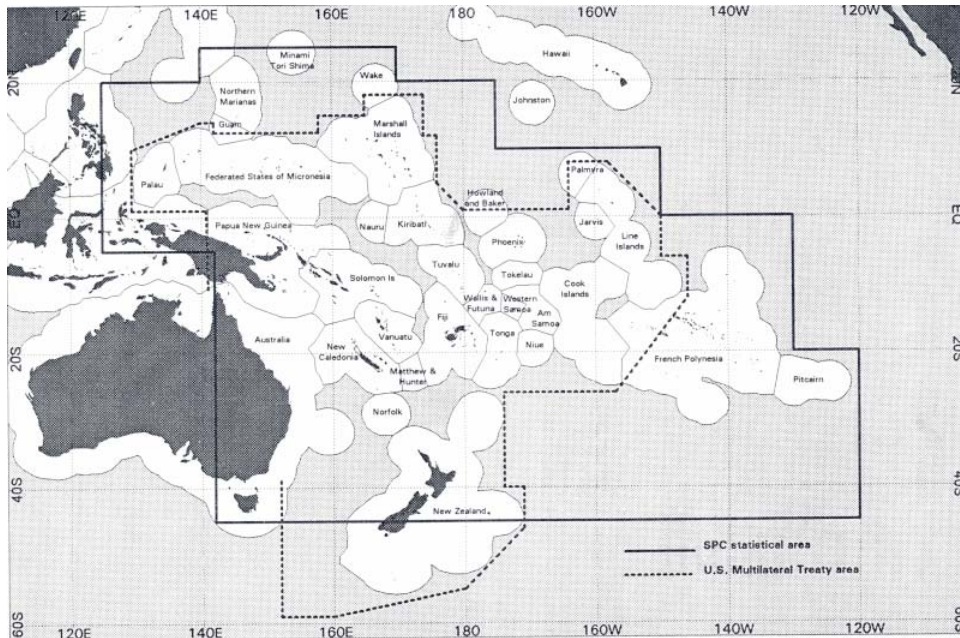 120E 140E 160E 180 160W 140W 120W
Minami
Tori Shima
Hawaii
Wake
20N
Northern
Marianas
Johnston
Guam
Marshall
Islands
Palmyra
Federated States of Micronesia
Palau
Howland
and Baker
EQ
EQ
Papua New Guinea
Nauru
Kiribati
Jarvis
Line
Islands
Phoenix
Tuvalu
Tokelau
Solomon Is
Cook
Islands
Wallis &
Futuna
Western
Samoa
Am
Samoa
Fiji
Vanuatu
Tonga
Niue
Australia
New
Caledonia
20S
20S
French Polynesia
Matthew &
Hunter
Pitcairn
Norfolk
40S
40S
New Zealand
SPC statistical area
U.S. Multilateral Treaty area
60S
120E 140E 160E 180 160W 140W 120W